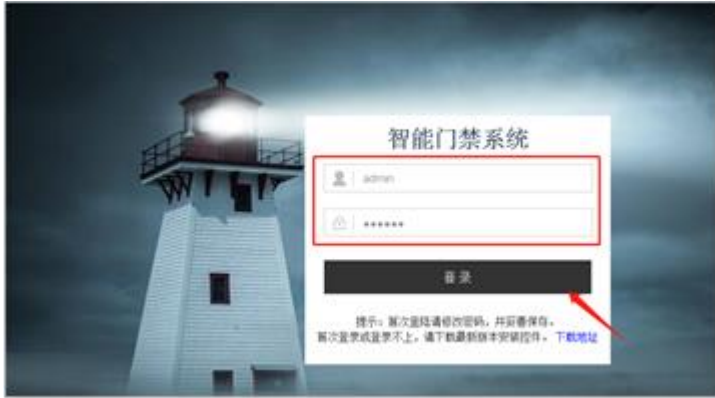 智能门禁系统
admin
••••••
登录
提示：首次登陆请修改密码，并妥善保存。
首次登录或登录不上，请下载最新版本安装控件。 下载地址